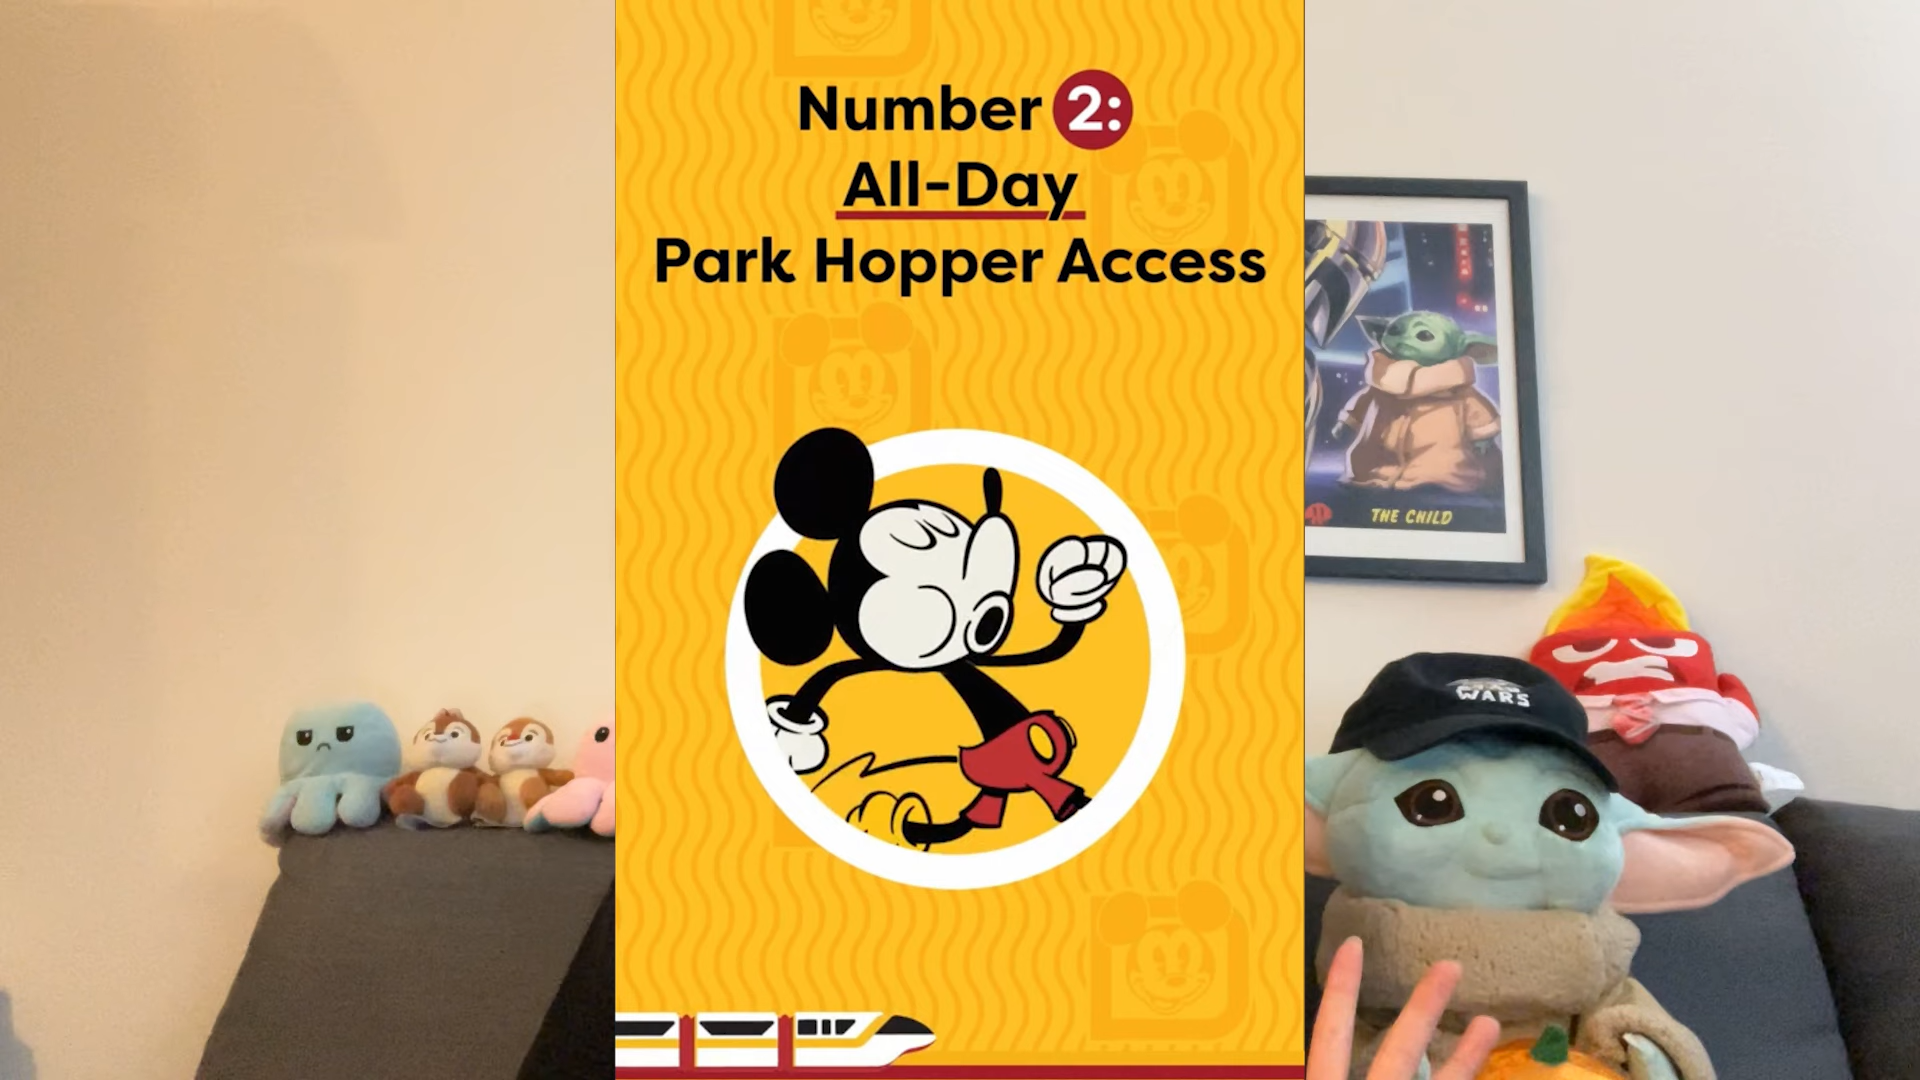 Number 2:
All-Day
Park Hopper Access
THE CHILD
WARS